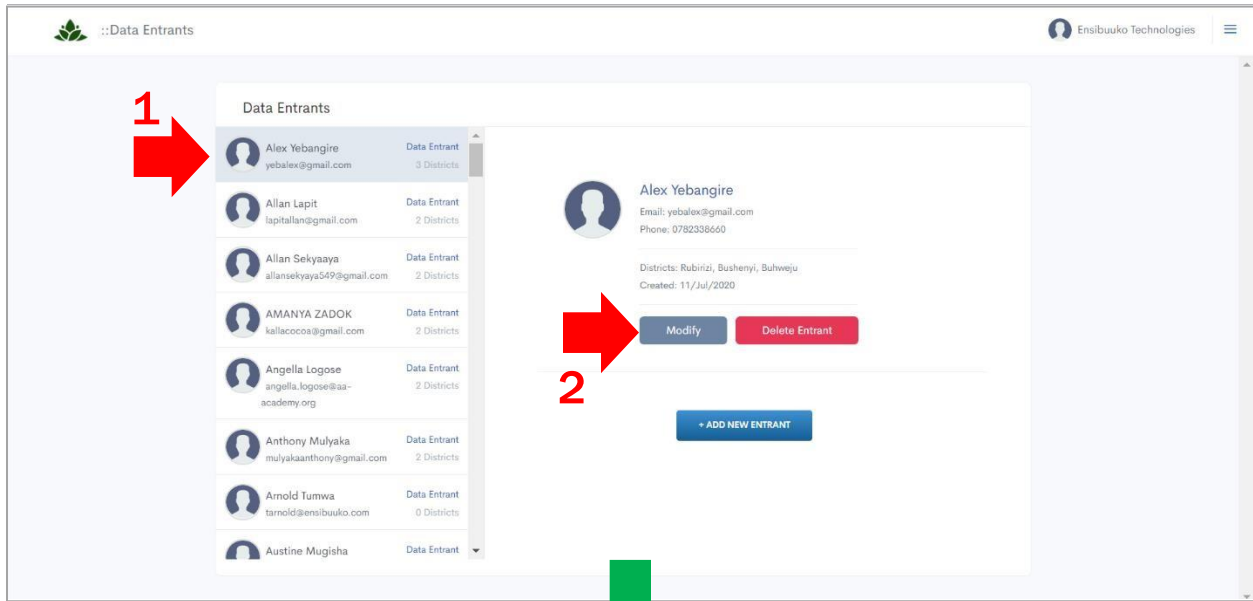 ::Data Entrants
Ensibuuko Technologies
1
Data Entrants
Alex Yebangire Data Entrant
yebalex@gmail.com 3 Districts
Allan Lapit Data Entrant
lapitallan@gmail.com 2 Districts
Allan Sekyaaya Data Entrant
allansekyaya549@gmail.com 2 Districts
AMANYA ZADOK Data Entrant
kallacocoa@gmail.com 2 Districts
Angella Logose Data Entrant
angella.logose@aa- 2 Districts
academy.org
Anthony Mulyaka Data Entrant
mulyakaanthony@gmail.com 2 Districts
Arnold Tumwa Data Entrant
tarnold@ensibuuko.com 0 Districts
Austine Mugisha Data Entrant
Alex Yebangire
Email: yebalex@gmail.com
Phone: 0782338660
Districts: Rubirizi, Bushenyi, Buhweju
Created: 11/Jul/2020
Modify Delete Entrant
2
+ ADD NEW ENTRANT